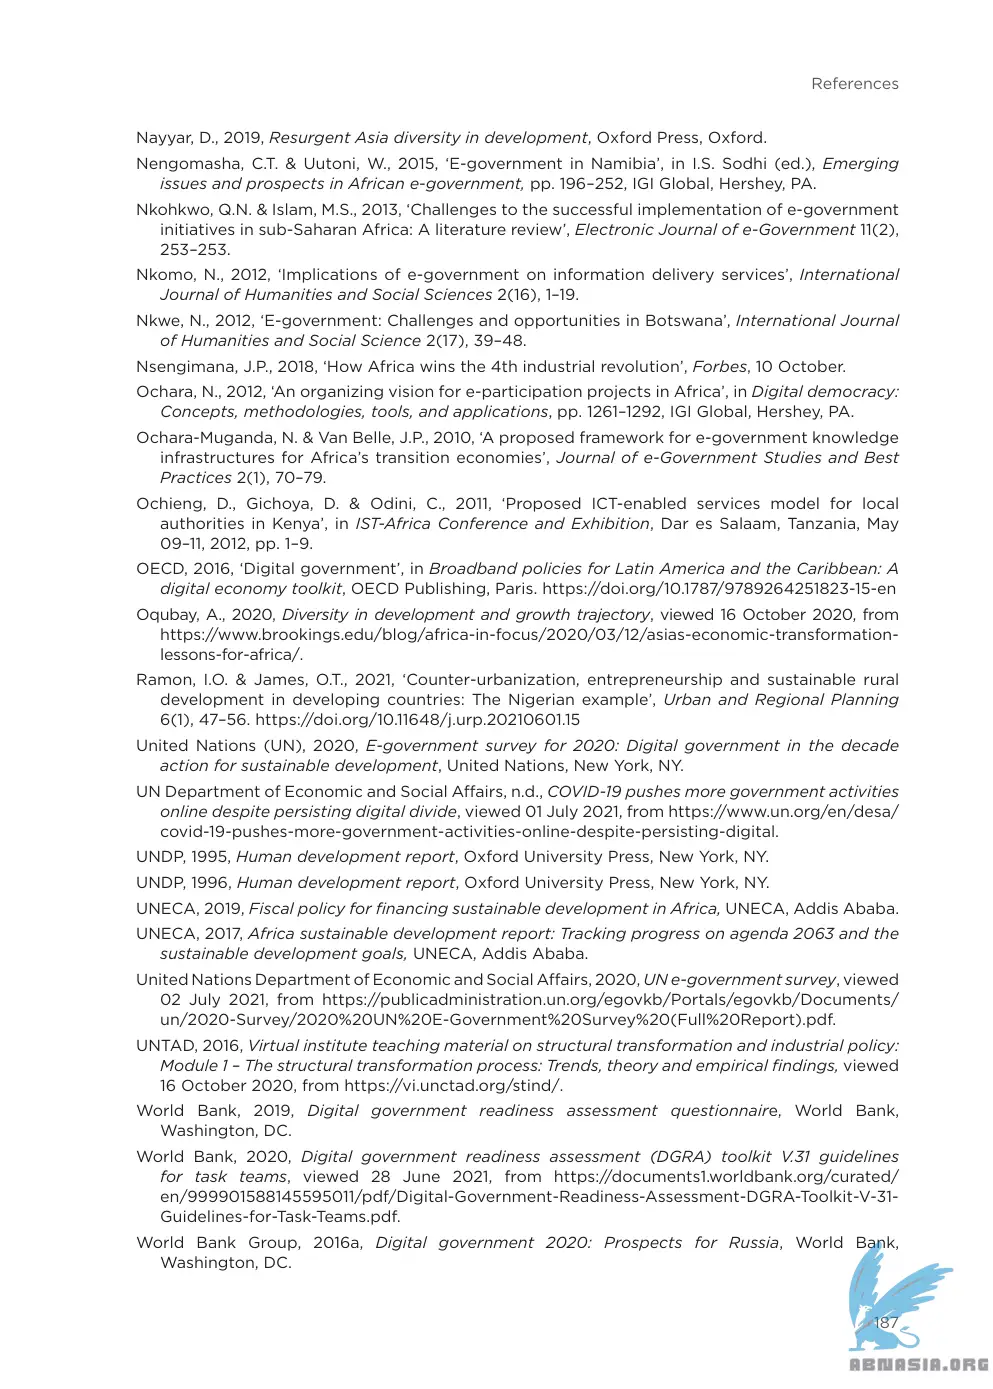 References
Nayyar, D., 2019, Resurgent Asia diversity in development, Oxford Press, Oxford.
Nengomasha, C.T. & Uutoni, W., 2015, ‘E-government in Namibia’, in I.S. Sodhi (ed.), Emerging
issues and prospects in African e-government, pp. 196–252, IGI Global, Hershey, PA.
Nkohkwo, Q.N. & Islam, M.S., 2013, ‘Challenges to the successful implementation of e-government
initiatives in sub-Saharan Africa: A literature review’, Electronic Journal of e-Government 11(2),
253–253.
Nkomo, N., 2012, ‘Implications of e-government on information delivery services’, International
Journal of Humanities and Social Sciences 2(16), 1–19.
Nkwe, N., 2012, ‘E-government: Challenges and opportunities in Botswana’, International Journal
of Humanities and Social Science 2(17), 39–48.
Nsengimana, J.P., 2018, ‘How Africa wins the 4th industrial revolution’, Forbes, 10 October.
Ochara, N., 2012, ‘An organizing vision for e-participation projects in Africa’, in Digital democracy:
Concepts, methodologies, tools, and applications, pp. 1261–1292, IGI Global, Hershey, PA.
Ochara-Muganda, N. & Van Belle, J.P., 2010, ‘A proposed framework for e-government knowledge
infrastructures for Africa’s transition economies’, Journal of e-Government Studies and Best
Practices 2(1), 70–79.
Ochieng, D., Gichoya, D. & Odini, C., 2011, ‘Proposed ICT-enabled services model for local
authorities in Kenya’, in IST-Africa Conference and Exhibition, Dar es Salaam, Tanzania, May
09–11, 2012, pp. 1–9.
OECD, 2016, ‘Digital government’, in Broadband policies for Latin America and the Caribbean: A
digital economy toolkit, OECD Publishing, Paris. https://doi.org/10.1787/9789264251823-15-en
Oqubay, A., 2020, Diversity in development and growth trajectory, viewed 16 October 2020, from
https://www.brookings.edu/blog/africa-in-focus/2020/03/12/asias-economic-transformation-
lessons-for-africa/.
Ramon, I.O. & James, O.T., 2021, ‘Counter-urbanization, entrepreneurship and sustainable rural
development in developing countries: The Nigerian example’, Urban and Regional Planning
6(1), 47–56. https://doi.org/10.11648/j.urp.20210601.15
United Nations (UN), 2020, E-government survey for 2020: Digital government in the decade
action for sustainable development, United Nations, New York, NY.
UN Department of Economic and Social Affairs, n.d., COVID-19 pushes more government activities
online despite persisting digital divide, viewed 01 July 2021, from https://www.un.org/en/desa/
covid-19-pushes-more-government-activities-online-despite-persisting-digital.
UNDP, 1995, Human development report, Oxford University Press, New York, NY.
UNDP, 1996, Human development report, Oxford University Press, New York, NY.
UNECA, 2019, Fiscal policy for financing sustainable development in Africa, UNECA, Addis Ababa.
UNECA, 2017, Africa sustainable development report: Tracking progress on agenda 2063 and the
sustainable development goals, UNECA, Addis Ababa.
United Nations Department of Economic and Social Affairs, 2020, UN e-government survey, viewed
02 July 2021, from https://publicadministration.un.org/egovkb/Portals/egovkb/Documents/
un/2020-Survey/2020%20UN%20E-Government%20Survey%20(Full%20Report).pdf.
UNTAD, 2016, Virtual institute teaching material on structural transformation and industrial policy:
Module 1 – The structural transformation process: Trends, theory and empirical findings, viewed
16 October 2020, from https://vi.unctad.org/stind/.
World Bank, 2019, Digital government readiness assessment questionnaire, World Bank,
Washington, DC.
World Bank, 2020, Digital government readiness assessment (DGRA) toolkit V.31 guidelines
for task teams, viewed 28 June 2021, from https://documents1.worldbank.org/curated/
en/999901588145595011/pdf/Digital-Government-Readiness-Assessment-DGRA-Toolkit-V-31-
Guidelines-for-Task-Teams.pdf.
World Bank Group, 2016a, Digital government 2020: Prospects for Russia, World Bank,
Washington, DC.
187
ABNASIA.ORG